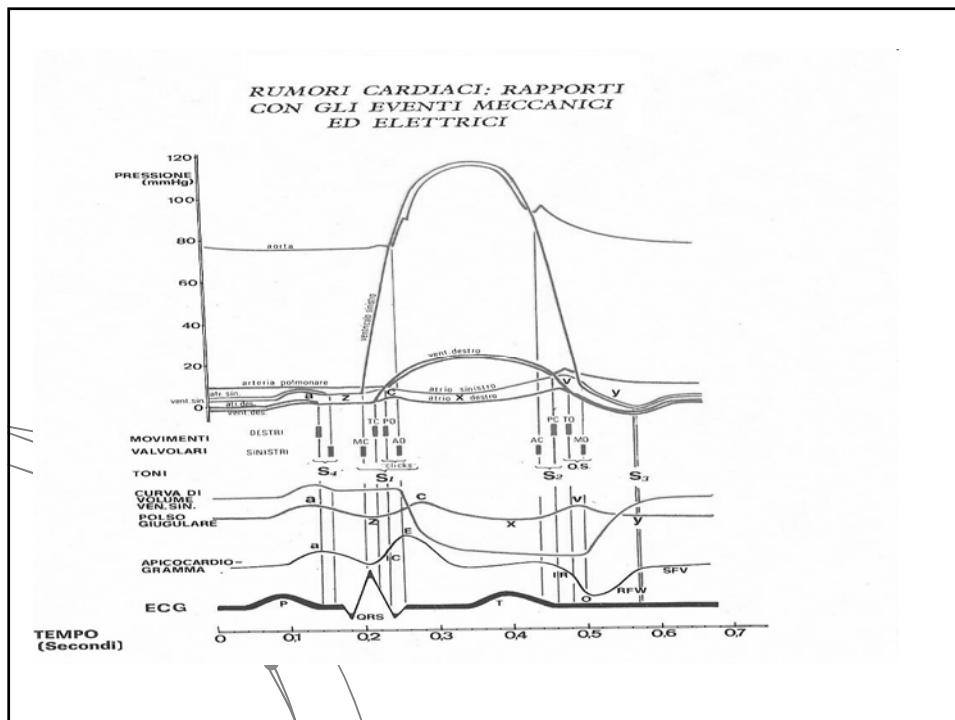 RUMORI CARDIACI: RAPPORTI
CON GLI EVENTI MECCANICI
ED ELETTRICI
PRESSIONE
(mmHg)
120
100
80
60
40
20
0
aorta
ventricolo sinistro
vent. destro
arteria polmonare
atrio sinistro
atrio destro
atr. sin.
vent. sin.
atr. des.
vent. des.
a
z
C
x
v
y
MOVIMENTI
VALVOLARI
DESTRI
SINISTRI
TC PO
MC AO
PC TO
AC MO
TONI
S4
S1
clicks
S2
O.S.
S3
CURVA DI
VOLUME
VEN.SIN.
POLSO
GIUGULARE
a
z
C
x
v
y
APICOCARDIO-
GRAMMA
a
IC
E
IR
O
RFW
SFV
ECG
P
QRS
T
TEMPO
(Secondi)
0 0,1 0,2 0,3 0,4 0,5 0,6 0,7